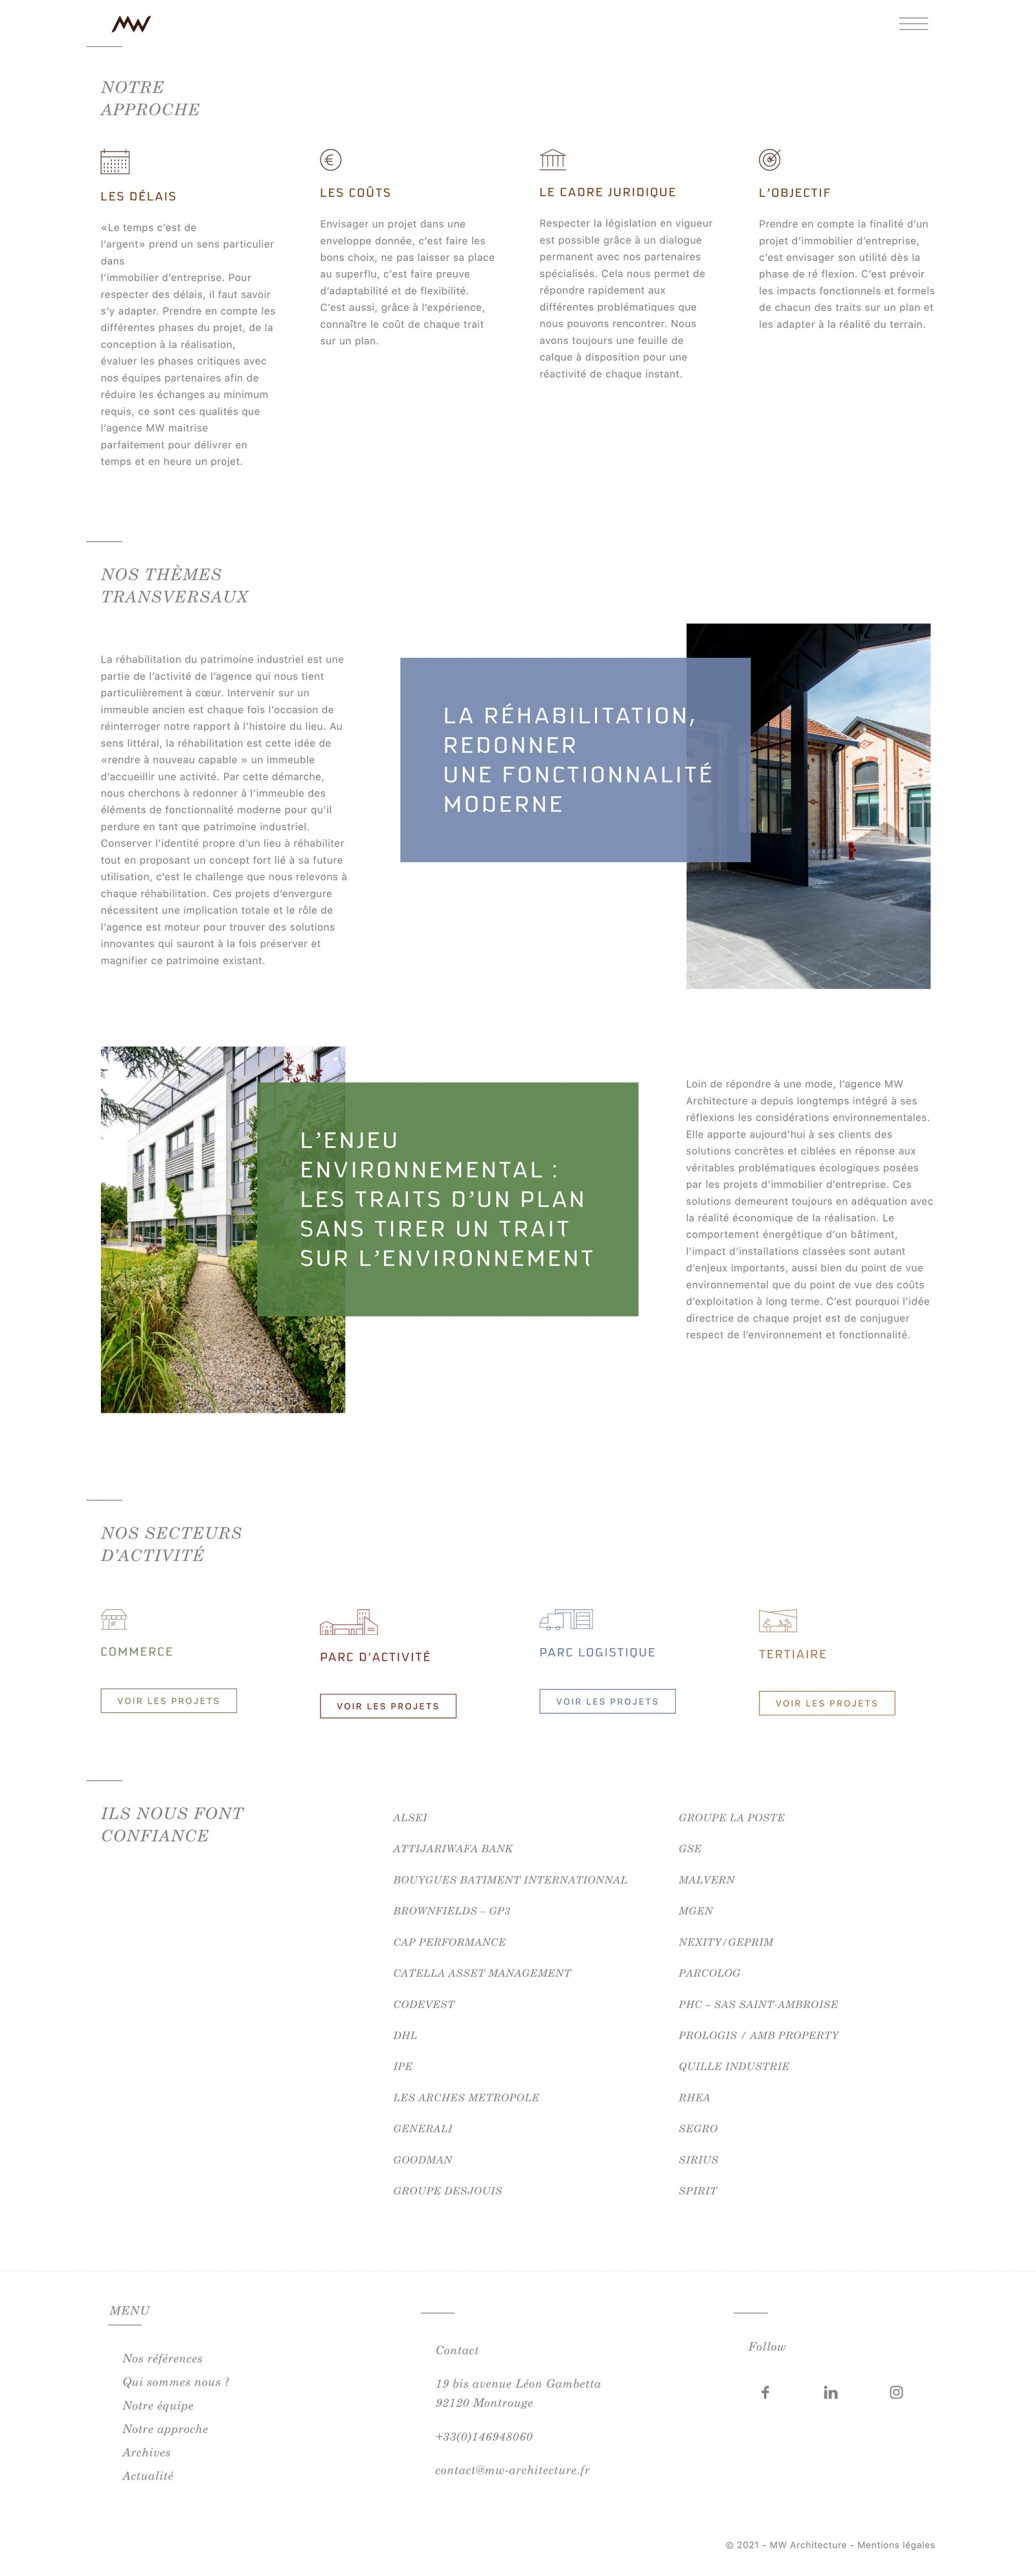 MW
NOTRE
APPROCHE
LES DÉLAIS
«Le temps c’est de
l’argent» prend un sens particulier
dans
l’immobilier d’entreprise. Pour
respecter des délais, il faut savoir
s’y adapter. Prendre en compte les
différentes phases du projet, de la
conception à la réalisation,
évaluer les phases critiques avec
nos équipes partenaires afin de
réduire les échanges au minimum
requis, ce sont ces qualités que
l’agence MW maitrise
parfaitement pour délivrer en
temps et en heure un projet.
LES COÛTS
Envisager un projet dans une
enveloppe donnée, c’est faire les
bons choix, ne pas laisser sa place
au superflu, c’est faire preuve
d’adaptabilité et de flexibilité.
C’est aussi, grâce à l’expérience,
connaître le coût de chaque trait
sur un plan.
LE CADRE JURIDIQUE
Respecter la législation en vigueur
est possible grâce à un dialogue
permanent avec nos partenaires
spécialisés. Cela nous permet de
répondre rapidement aux
différentes problématiques que
nous pouvons rencontrer. Nous
avons toujours une feuille de
calque à disposition pour une
réactivité de chaque instant.
L’OBJECTIF
Prendre en compte la finalité d’un
projet d’immobilier d’entreprise,
c’est envisager son utilité dès la
phase de ré flexion. C’est prévoir
les impacts fonctionnels et formels
de chacun des traits sur un plan et
les adapter à la réalité du terrain.
NOS THÈMES
TRANSVERSAUX
La réhabilitation du patrimoine industriel est une
partie de l’activité de l’agence qui nous tient
particulièrement à cœur. Intervenir sur un
immeuble ancien est chaque fois l’occasion de
réinterroger notre rapport à l’histoire du lieu. Au
sens littéral, la réhabilitation est cette idée de
«rendre à nouveau capable » un immeuble
d’accueillir une activité. Par cette démarche,
nous cherchons à redonner à l’immeuble des
éléments de fonctionnalité moderne pour qu’il
perdure en tant que patrimoine industriel.
Conserver l’identité propre d’un lieu à réhabiliter
tout en proposant un concept fort lié à sa future
utilisation, c’est le challenge que nous relevons à
chaque réhabilitation. Ces projets d’envergure
nécessitent une implication totale et le rôle de
l’agence est moteur pour trouver des solutions
innovantes qui sauront à la fois préserver et
magnifier ce patrimoine existant.
LA RÉHABILITATION,
REDONNER
UNE FONCTIONNALITÉ
MODERNE
L’ENJEU
ENVIRONNEMENTAL :
LES TRAITS D’UN PLAN
SANS TIRER UN TRAIT
SUR L’ENVIRONNEMENT
Loin de répondre à une mode, l’agence MW
Architecture a depuis longtemps intégré à ses
réflexions les considérations environnementales.
Elle apporte aujourd’hui à ses clients des
solutions concrètes et ciblées en réponse aux
véritables problématiques écologiques posées
par les projets d’immobilier d’entreprise. Ces
solutions demeurent toujours en adéquation avec
la réalité économique de la réalisation. Le
comportement énergétique d’un bâtiment,
l’impact d’installations classées sont autant
d’enjeux importants, aussi bien du point de vue
environnemental que du point de vue des coûts
d’exploitation à long terme. C’est pourquoi l’idée
directrice de chaque projet est de conjuguer
respect de l’environnement et fonctionnalité.
NOS SECTEURS
D’ACTIVITÉ
COMMERCE
VOIR LES PROJETS
PARC D’ACTIVITÉ
VOIR LES PROJETS
PARC LOGISTIQUE
VOIR LES PROJETS
TERTIAIRE
VOIR LES PROJETS
ILS NOUS FONT
CONFIANCE
ALSEI
ATTIJARIWAFA BANK
BOUYGUES BATIMENT INTERNATIONNAL
BROWNFIELDS – GP3
CAP PERFORMANCE
CATELLA ASSET MANAGEMENT
CODEVEST
DHL
IPE
LES ARCHES METROPOLE
GENERALI
GOODMAN
GROUPE DESJOUIS
GROUPE LA POSTE
GSE
MALVERN
MGEN
NEXITY/GEPRIM
PARCOLOG
PHC – SAS SAINT-AMBROISE
PROLOGIS / AMB PROPERTY
QUILLE INDUSTRIE
RHEA
SEGRO
SIRIUS
SPIRIT
MENU
Nos références
Qui sommes nous ?
Notre équipe
Notre approche
Archives
Actualité
Contact
19 bis avenue Léon Gambetta
92120 Montrouge
+33(0)146948060
contact@mw-architecture.fr
Follow
© 2021 - MW Architecture - Mentions légales